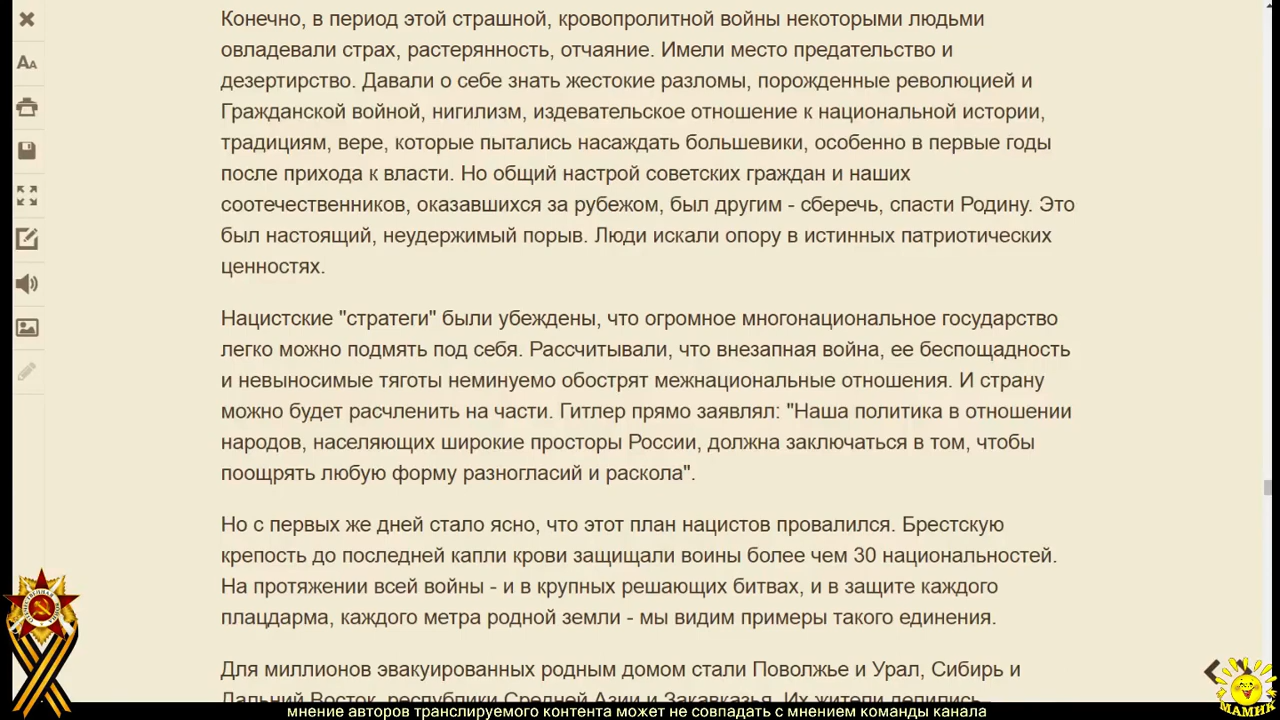 Конечно, в период этой страшной, кровопролитной войны некоторыми людьми
овладевали страх, растерянность, отчаяние. Имели место предательство и
дезертирство. Давали о себе знать жестокие разломы, порожденные революцией и
Гражданской войной, нигилизм, издевательское отношение к национальной истории,
традициям, вере, которые пытались насаждать большевики, особенно в первые годы
после прихода к власти. Но общий настрой советских граждан и наших
соотечественников, оказавшихся за рубежом, был другим - сберечь, спасти Родину. Это
был настоящий, неудержимый порыв. Люди искали опору в истинных патриотических
ценностях.
Нацистские "стратеги" были убеждены, что огромное многонациональное государство
легко можно подмять под себя. Рассчитывали, что внезапная война, ее беспощадность
и невыносимые тяготы неминуемо обострят межнациональные отношения. И страну
можно будет расчленить на части. Гитлер прямо заявлял: "Наша политика в отношении
народов, населяющих широкие просторы России, должна заключаться в том, чтобы
поощрять любую форму разногласий и раскола".
Но с первых же дней стало ясно, что этот план нацистов провалился. Брестскую
крепость до последней капли крови защищали воины более чем 30 национальностей.
На протяжении всей войны - и в крупных решающих битвах, и в защите каждого
плацдарма, каждого метра родной земли - мы видим примеры такого единения.
Для миллионов эвакуированных родным домом стали Поволжье и Урал, Сибирь и
Дальний Восток, республики Средней Азии и Закавказья. Их жители делились
МАМИК
мнение авторов транслируемого контента может не совпадать с мнением команды канала